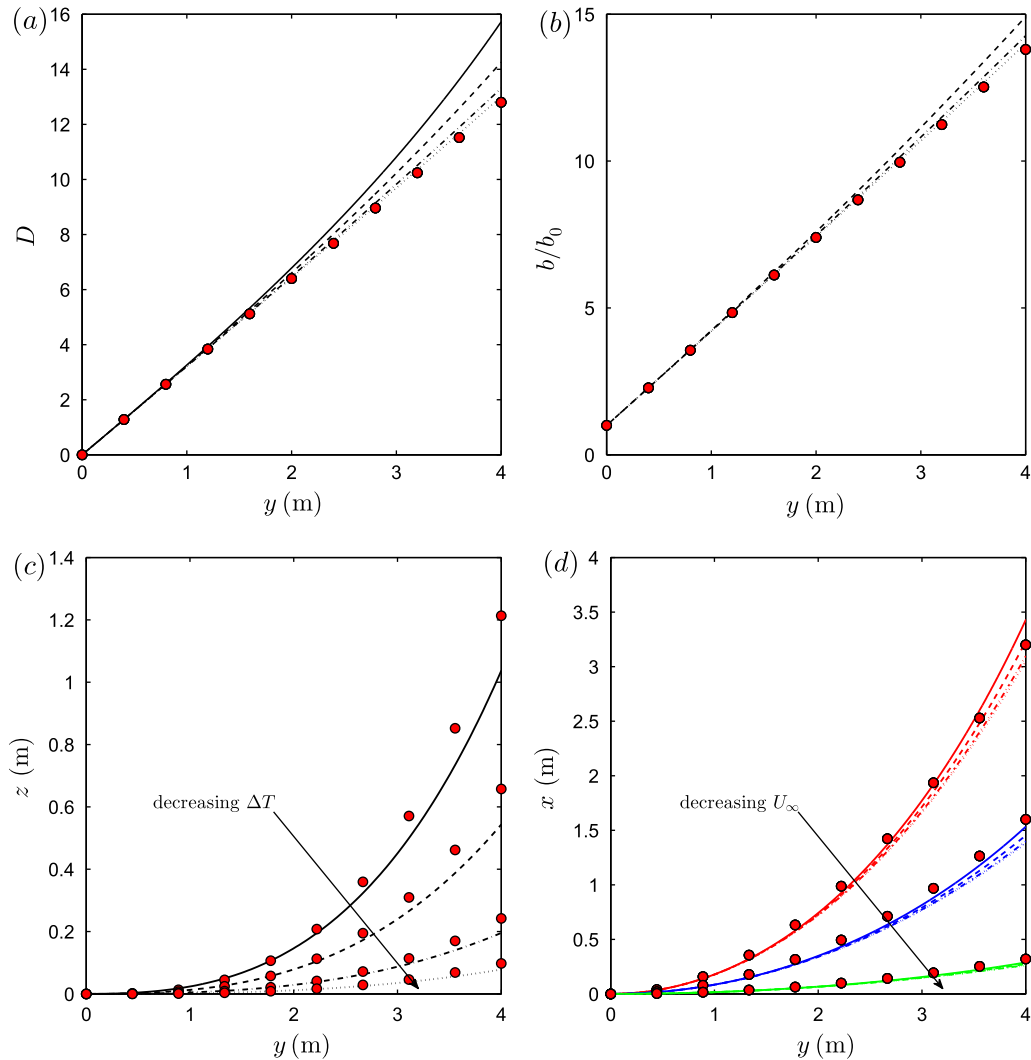 (a)
16
14
12
10
8
6
4
2
0
D
0 1 2 3 4
y (m)
(b)
15
10
5
0
b/b₀
0 1 2 3 4
y (m)
(c)
1.4
1.2
1
0.8
0.6
0.4
0.2
0
z (m)
decreasing ΔT
0 1 2 3 4
y (m)
(d)
4
3.5
3
2.5
2
1.5
1
0.5
0
x (m)
decreasing U∞
0 1 2 3 4
y (m)